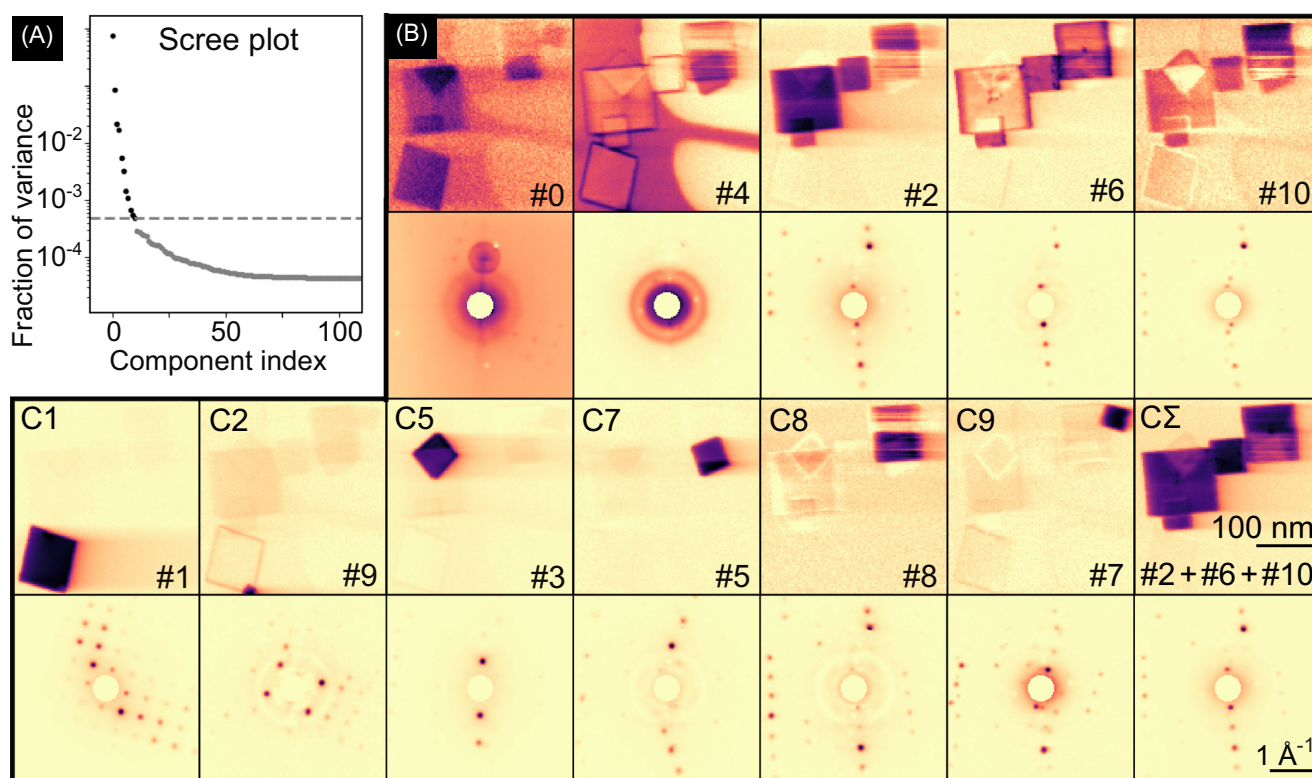 (A)
Scree plot
Fraction of variance
10⁻²
10⁻³
10⁻⁴
0
50
100
Component index
(B)
#0
#4
#2
#6
#10
C1
#1
C2
#9
C5
#3
C7
#5
C8
#8
C9
#7
CΣ
100 nm
#2 + #6 + #10
1 Å⁻¹